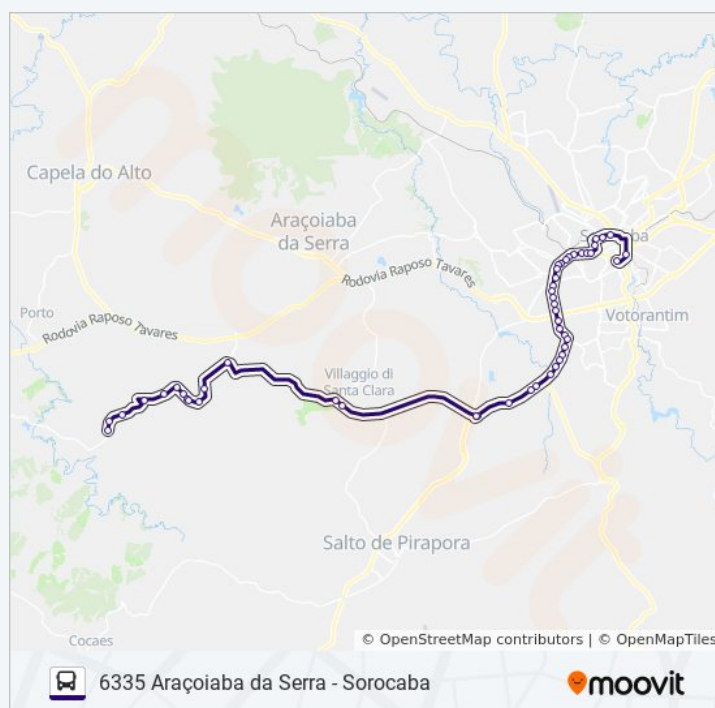 Capela do Alto
Araçoiaba
da Serra
Rodovia Raposo Tavares
Porto
Votorantim
Rodovia Raposo Tavares
Villaggio di
Santa Clara
Salto de Pirapora
Cocaes
© OpenStreetMap contributors | © OpenMapTiles
6335 Araçoiaba da Serra - Sorocaba
moovit